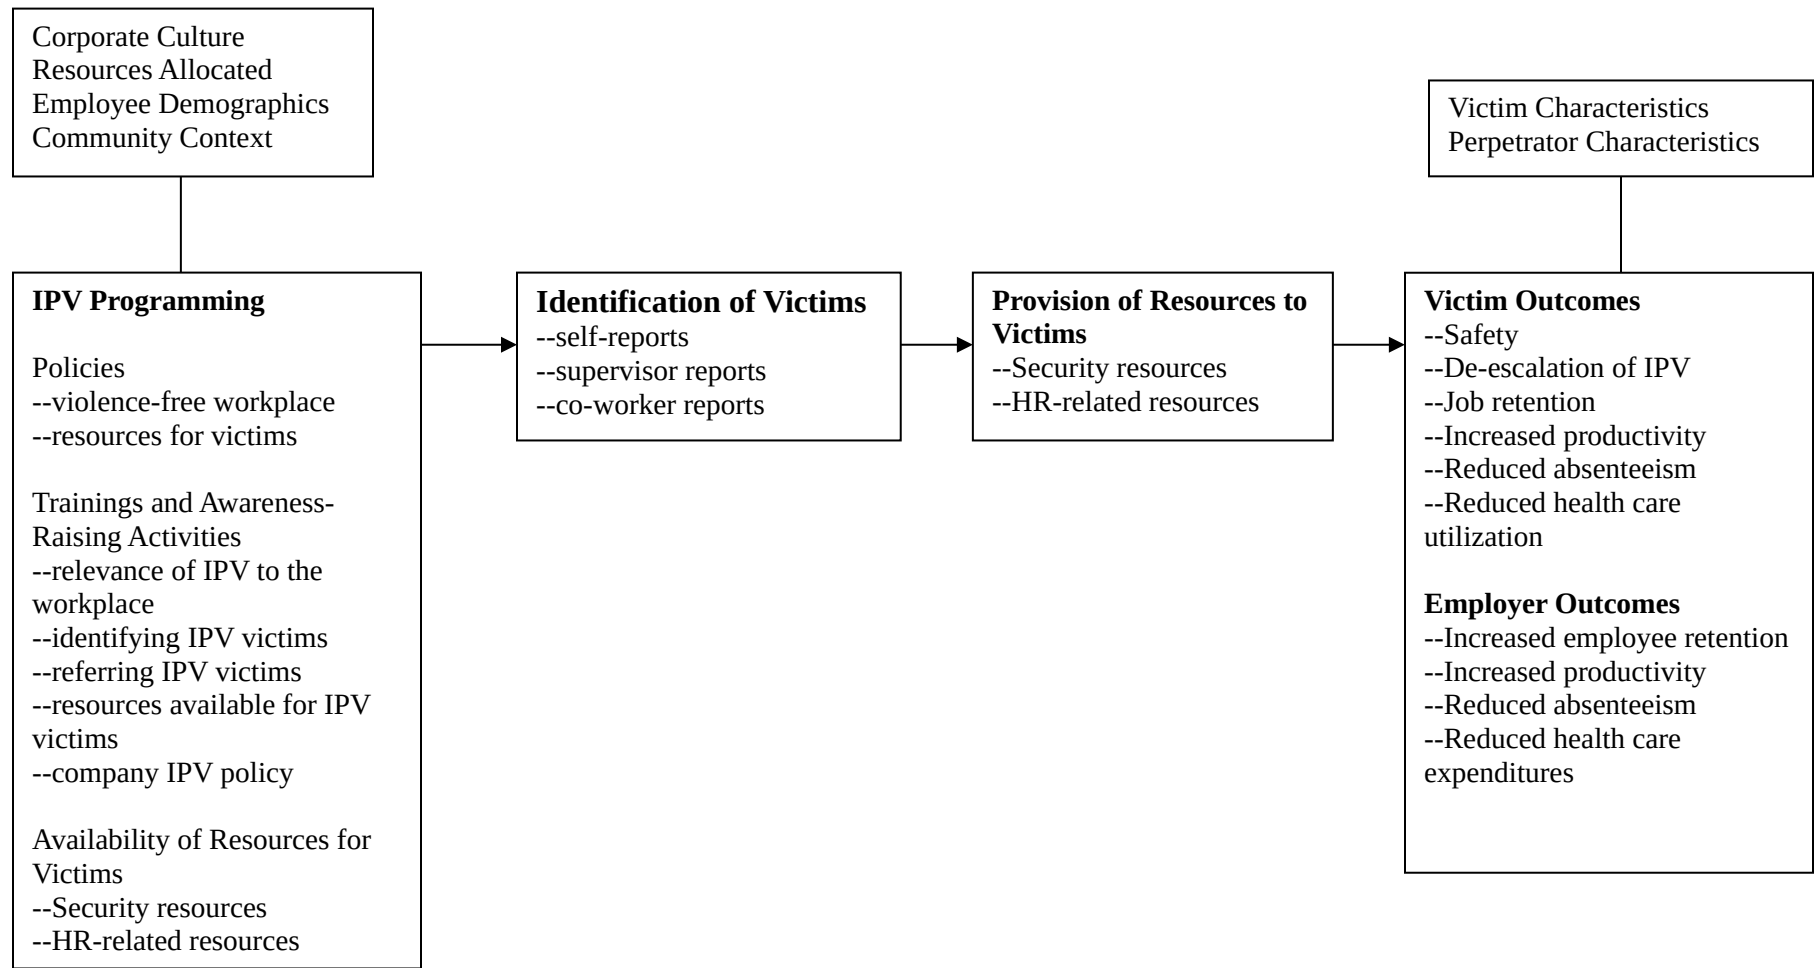 Corporate Culture
Resources Allocated
Employee Demographics
Community Context
Victim Characteristics
Perpetrator Characteristics
IPV Programming
Policies
--violence-free workplace
--resources for victims
Trainings and Awareness-
Raising Activities
--relevance of IPV to the
workplace
--identifying IPV victims
--referring IPV victims
--resources available for IPV
victims
--company IPV policy
Availability of Resources for
Victims
--Security resources
--HR-related resources
Identification of Victims
--self-reports
--supervisor reports
--co-worker reports
Provision of Resources to
Victims
--Security resources
--HR-related resources
Victim Outcomes
--Safety
--De-escalation of IPV
--Job retention
--Increased productivity
--Reduced absenteeism
--Reduced health care
utilization
Employer Outcomes
--Increased employee retention
--Increased productivity
--Reduced absenteeism
--Reduced health care
expenditures